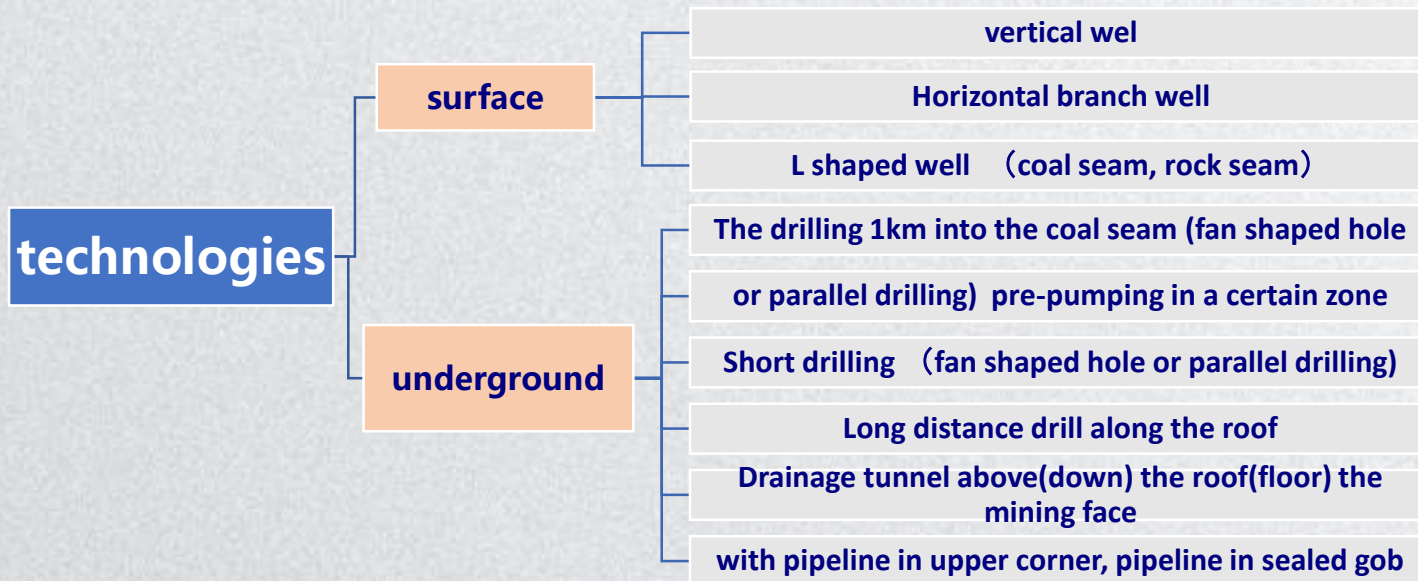 technologies
surface
vertical wel
Horizontal branch well
L shaped well （coal seam, rock seam）
underground
The drilling 1km into the coal seam (fan shaped hole
or parallel drilling) pre-pumping in a certain zone
Short drilling （fan shaped hole or parallel drilling)
Long distance drill along the roof
Drainage tunnel above(down) the roof(floor) the
mining face
with pipeline in upper corner, pipeline in sealed gob